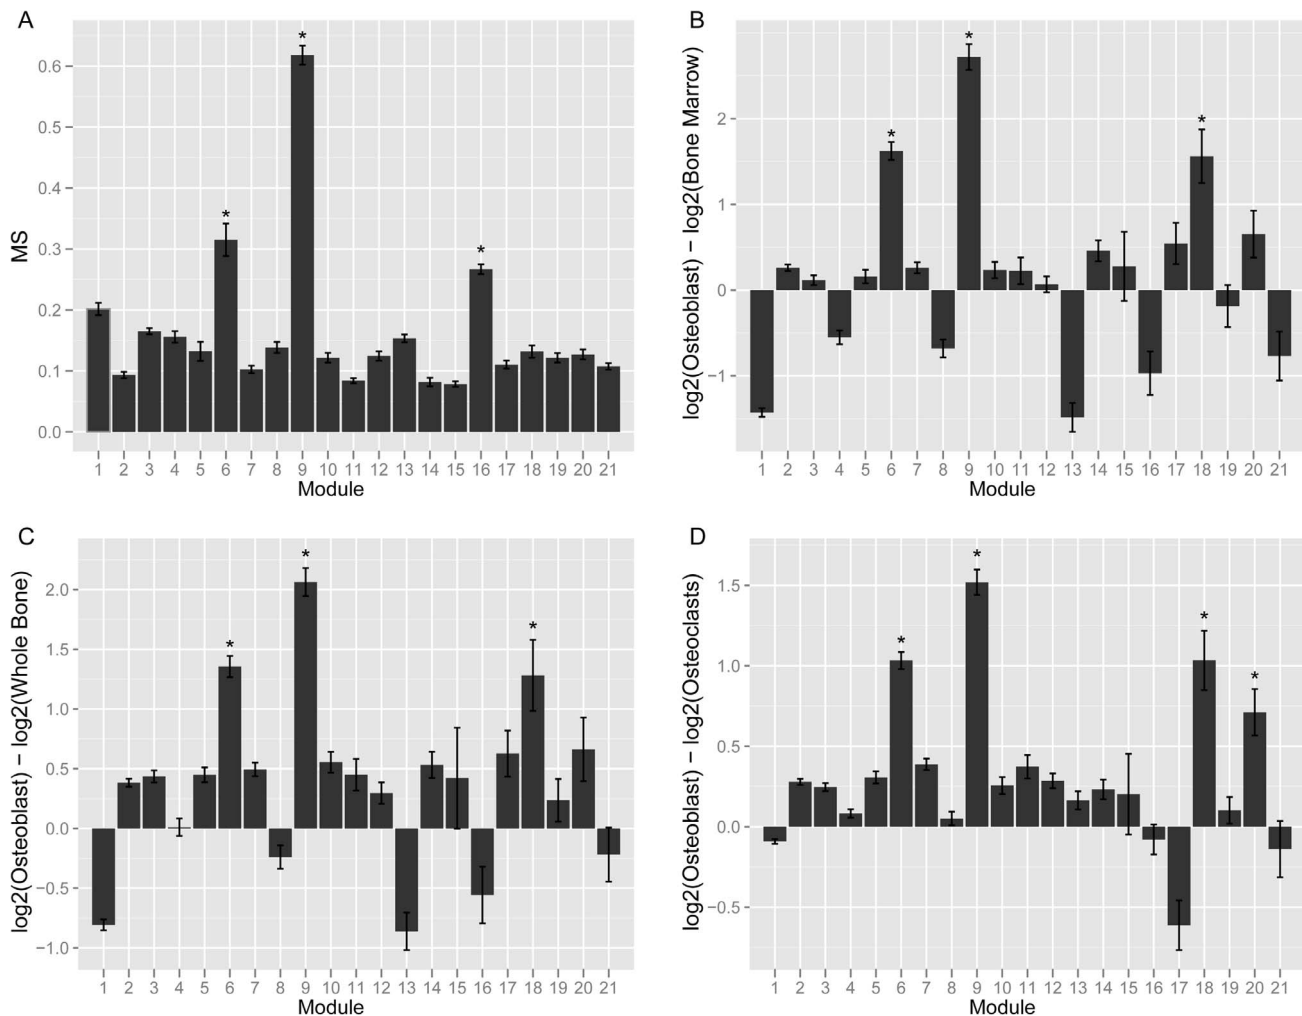 A
MS
0.6
0.5
0.4
0.3
0.2
0.1
0.0
* * * *
1 2 3 4 5 6 7 8 9 10 11 12 13 14 15 16 17 18 19 20 21
Module
B
log2(Osteoblast) − log2(Bone Marrow)
2
1
0
−1
* * *
1 2 3 4 5 6 7 8 9 10 11 12 13 14 15 16 17 18 19 20 21
Module
C
log2(Osteoblast) − log2(Whole Bone)
2.0
1.5
1.0
0.5
0.0
−0.5
−1.0
* * *
1 2 3 4 5 6 7 8 9 10 11 12 13 14 15 16 17 18 19 20 21
Module
D
log2(Osteoblast) − log2(Osteoclasts)
1.5
1.0
0.5
0.0
−0.5
* * * *
1 2 3 4 5 6 7 8 9 10 11 12 13 14 15 16 17 18 19 20 21
Module